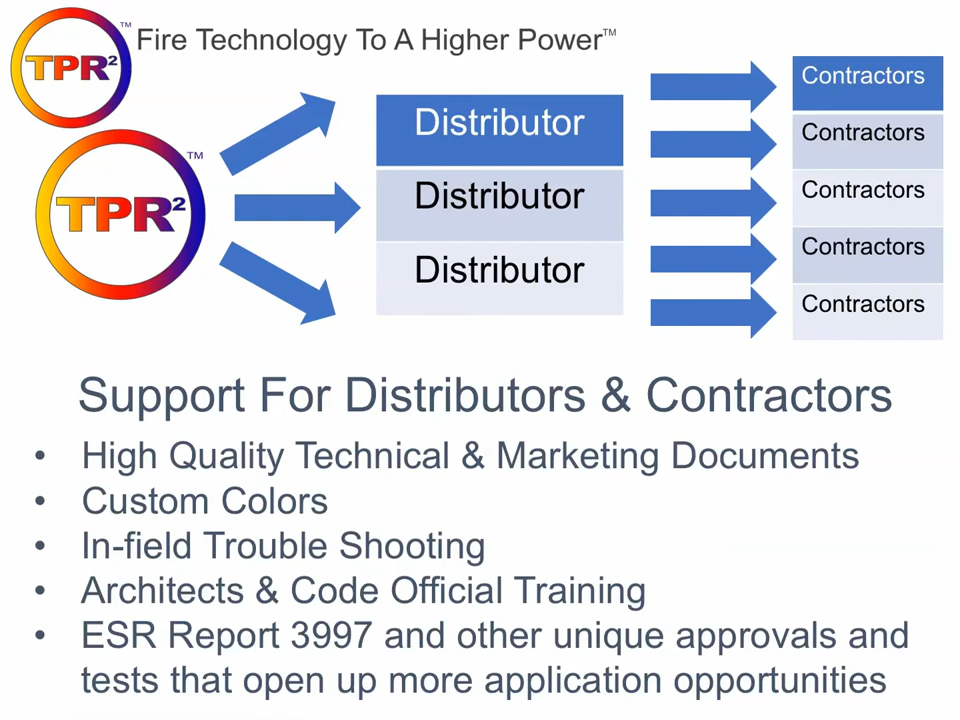 TPR²™
Fire Technology To A Higher Power™
TPR²™
Distributor
Distributor
Distributor
Contractors
Contractors
Contractors
Contractors
Contractors
Support For Distributors & Contractors
• High Quality Technical & Marketing Documents
• Custom Colors
• In-field Trouble Shooting
• Architects & Code Official Training
• ESR Report 3997 and other unique approvals and
tests that open up more application opportunities